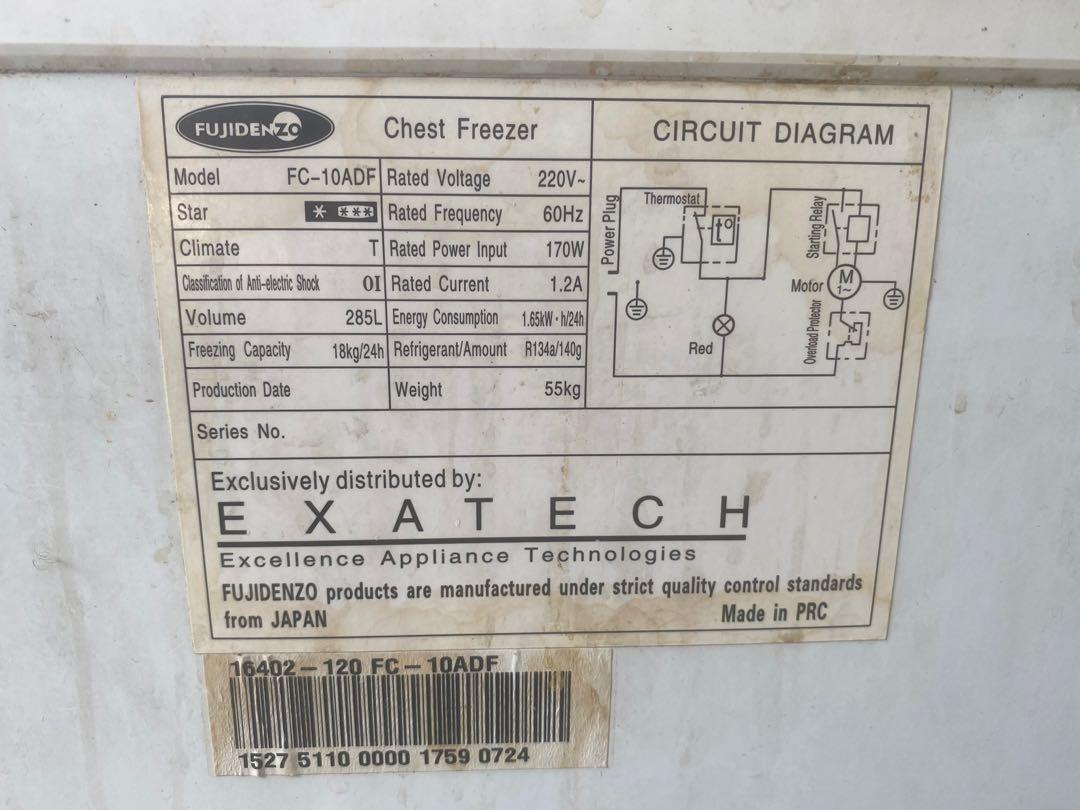 FUJIDENZO Chest Freezer
CIRCUIT DIAGRAM
Model FC-10ADF Rated Voltage 220V~
Star Rated Frequency 60Hz
Climate T Rated Power Input 170W
Classification of Anti-electric Shock OI Rated Current 1.2A
Volume 285L Energy Consumption 1.65kW·h/24h
Freezing Capacity 18kg/24h Refrigerant/Amount R134a/140g
Production Date Weight 55kg
Power Plug
Thermostat
t°
Starting Relay
Motor
M
1~
Overload Protector
Red
Series No.
Exclusively distributed by:
EXATECH
Excellence Appliance Technologies
FUJIDENZO products are manufactured under strict quality control standards
from JAPAN Made in PRC
16402-120 FC-10ADF
1527 5110 0000 1759 0724